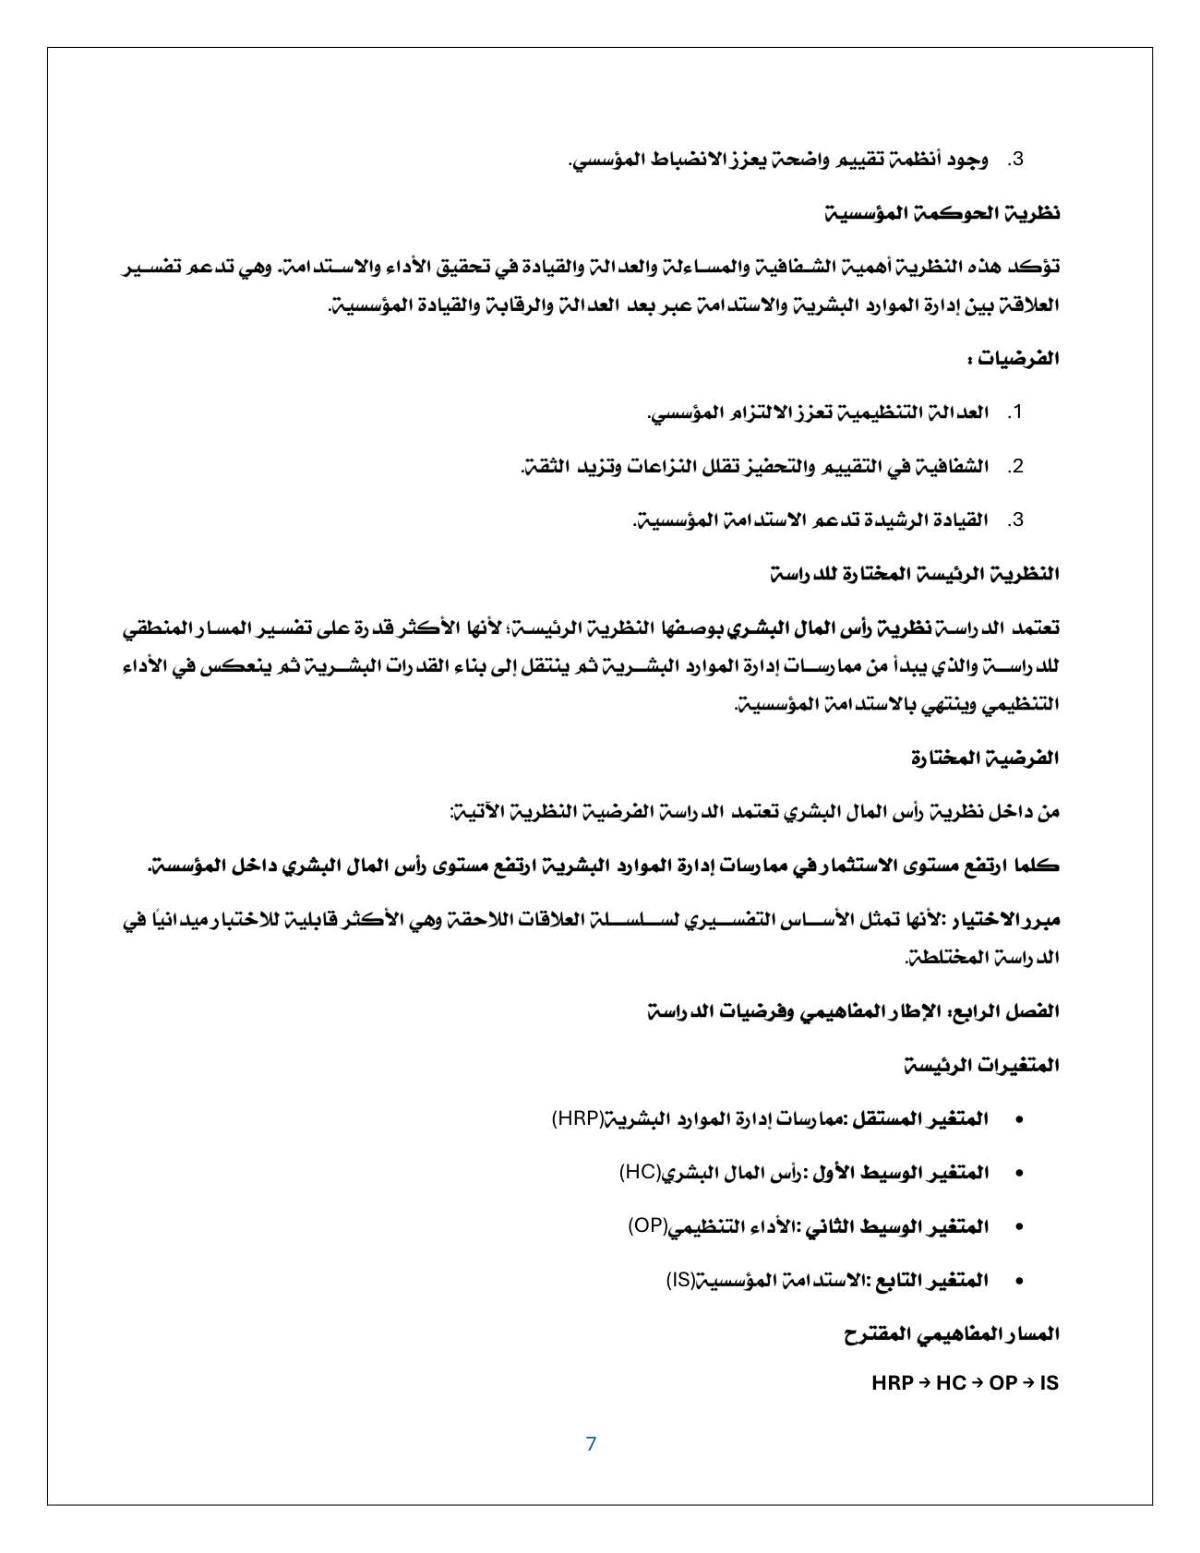 3. وجود أنظمة تقييم واضحة يعزز الانضباط المؤسسي.
نظرية الحوكمة المؤسسية
تؤكد هذه النظرية أهمية الشفافية والمساءلة والعدالة والقيادة في تحقيق الأداء والاستدامة. وهي تدعم تفسير
العلاقة بين إدارة الموارد البشرية والاستدامة عبر بعد العدالة والرقابة والقيادة المؤسسية.
الفرضيات :
1. العدالة التنظيمية تعزز الالتزام المؤسسي.
2. الشفافية في التقييم والتحفيز تقلل النزاعات وتزيد الثقة.
3. القيادة الرشيدة تدعم الاستدامة المؤسسية.
النظرية الرئيسة المختارة للدراسة
تعتمد الدراسة نظرية رأس المال البشري بوصفها النظرية الرئيسة؛ لأنها الأكثر قدرة على تفسير المسار المنطقي
للدراسة والذي يبدأ من ممارسات إدارة الموارد البشرية ثم ينتقل إلى بناء القدرات البشرية ثم ينعكس في الأداء
التنظيمي وينتهي بالاستدامة المؤسسية.
الفرضية المختارة
من داخل نظرية رأس المال البشري تعتمد الدراسة الفرضية النظرية الآتية:
كلما ارتفع مستوى الاستثمار في ممارسات إدارة الموارد البشرية ارتفع مستوى رأس المال البشري داخل المؤسسة.
مبرر الاختيار :لأنها تمثل الأساس التفسيري لسلسلة العلاقات اللاحقة وهي الأكثر قابلية للاختبار ميدانيًا في
الدراسة المختلطة.
الفصل الرابع: الإطار المفاهيمي وفرضيات الدراسة
المتغيرات الرئيسة
• المتغير المستقل :ممارسات إدارة الموارد البشرية(HRP)
• المتغير الوسيط الأول :رأس المال البشري(HC)
• المتغير الوسيط الثاني :الأداء التنظيمي(OP)
• المتغير التابع :الاستدامة المؤسسية(IS)
المسار المفاهيمي المقترح
HRP → HC → OP → IS
7